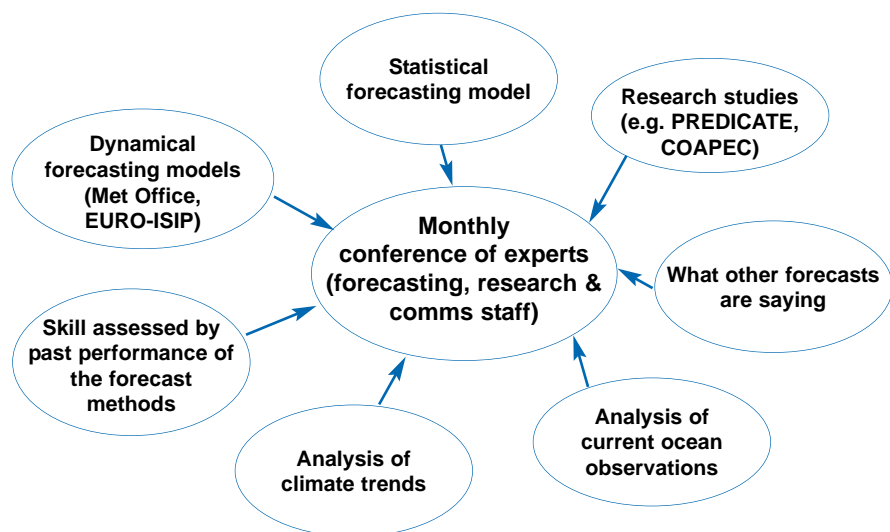 Statistical
forecasting model
Research studies
(e.g. PREDICATE,
COAPEC)
Dynamical
forecasting models
(Met Office,
EURO-ISIP)
Monthly
conference of experts
(forecasting, research &
comms staff)
What other forecasts
are saying
Skill assessed by
past performance of
the forecast
methods
Analysis of
current ocean
observations
Analysis of
climate trends